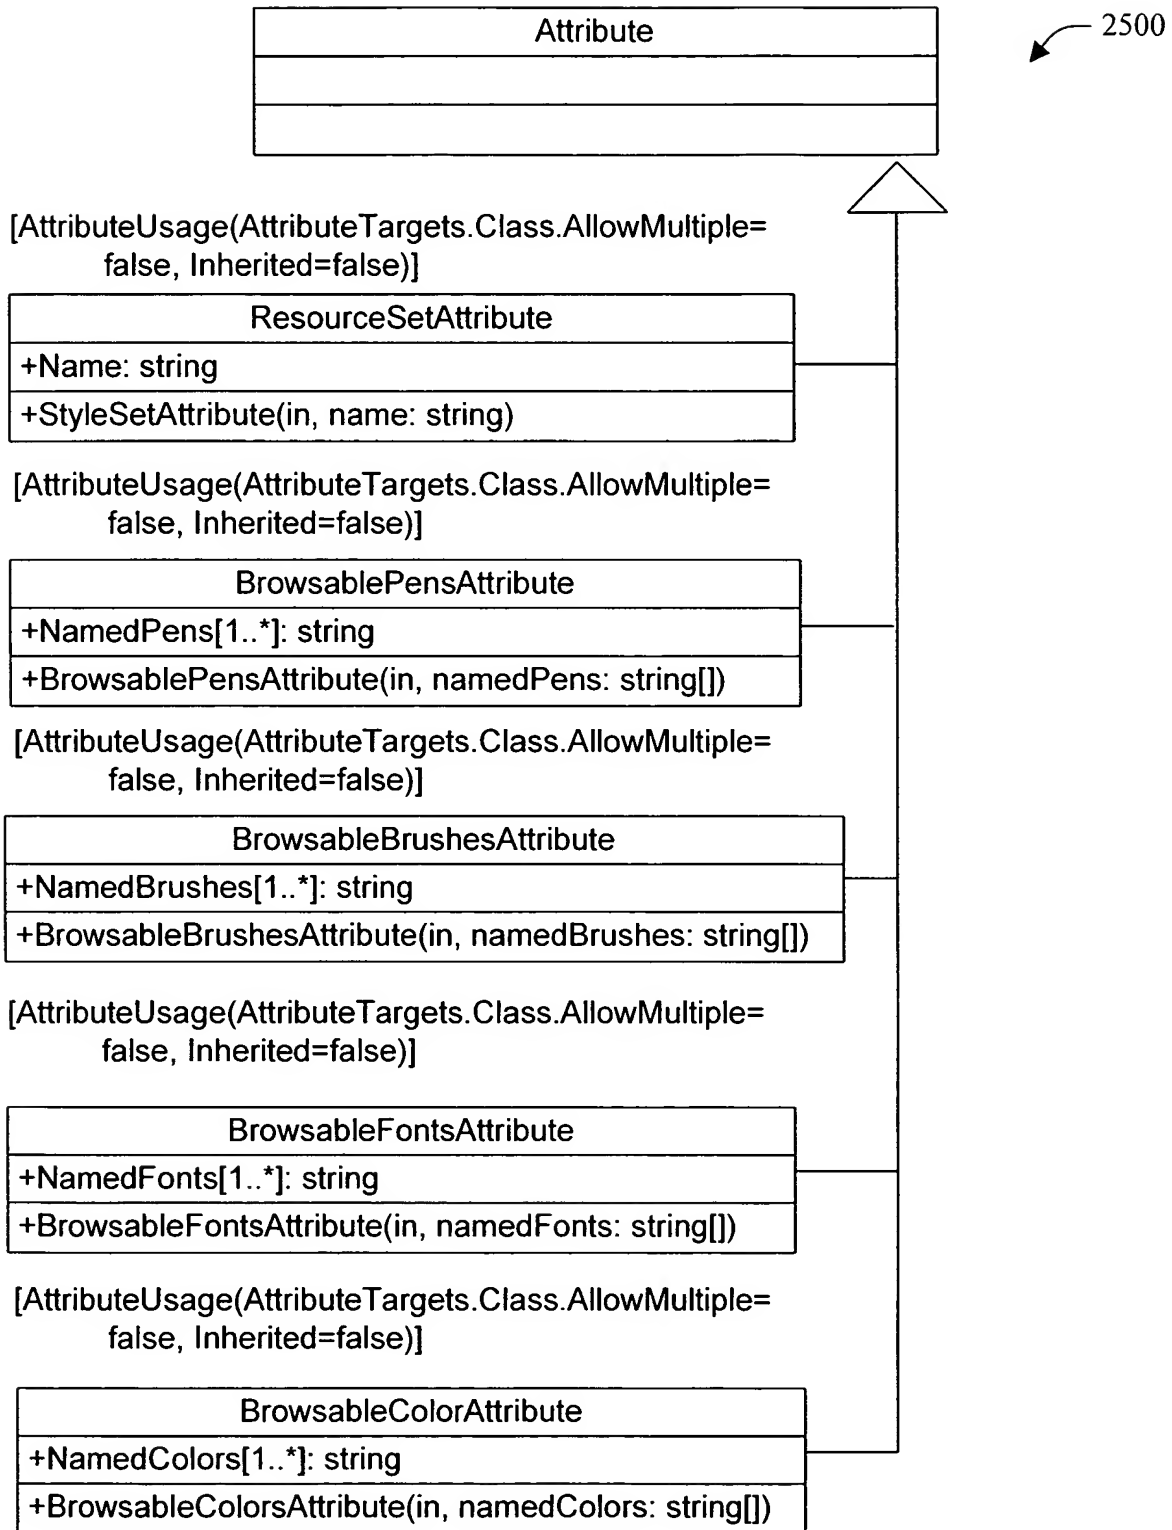 Attribute
2500
[AttributeUsage(AttributeTargets.Class.AllowMultiple=
false, Inherited=false)]
ResourceSetAttribute
+Name: string
+StyleSetAttribute(in, name: string)
[AttributeUsage(AttributeTargets.Class.AllowMultiple=
false, Inherited=false)]
BrowsablePensAttribute
+NamedPens[1..*]: string
+BrowsablePensAttribute(in, namedPens: string[])
[AttributeUsage(AttributeTargets.Class.AllowMultiple=
false, Inherited=false)]
BrowsableBrushesAttribute
+NamedBrushes[1..*]: string
+BrowsableBrushesAttribute(in, namedBrushes: string[])
[AttributeUsage(AttributeTargets.Class.AllowMultiple=
false, Inherited=false)]
BrowsableFontsAttribute
+NamedFonts[1..*]: string
+BrowsableFontsAttribute(in, namedFonts: string[])
[AttributeUsage(AttributeTargets.Class.AllowMultiple=
false, Inherited=false)]
BrowsableColorAttribute
+NamedColors[1..*]: string
+BrowsableColorsAttribute(in, namedColors: string[])